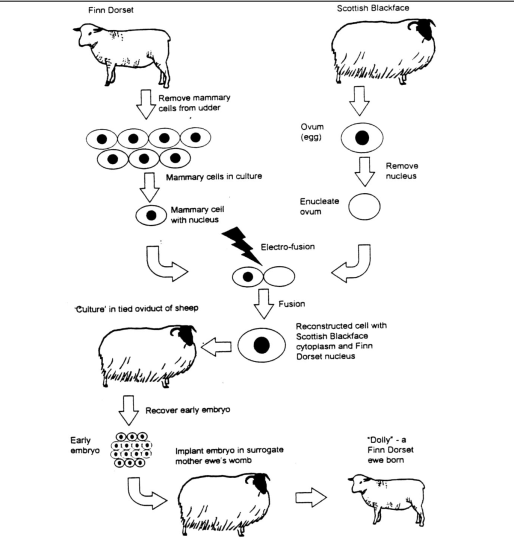 Finn Dorset
Scottish Blackface
Remove mammary
cells from udder
Ovum
(egg)
Remove
nucleus
Mammary cells in culture
Enucleate
ovum
Mammary cell
with nucleus
Electro-fusion
Fusion
'Culture' in tied oviduct of sheep
Reconstructed cell with
Scottish Blackface
cytoplasm and Finn
Dorset nucleus
Recover early embryo
Early
embryo
Implant embryo in surrogate
mother ewe's womb
"Dolly" - a
Finn Dorset
ewe born